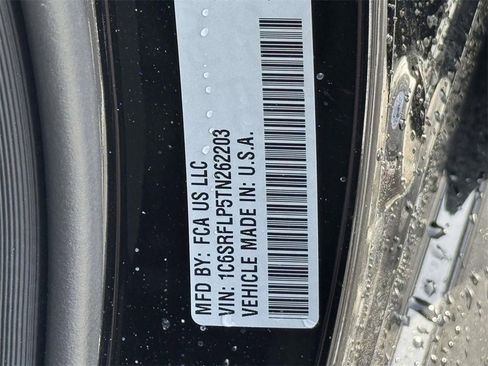 MFD BY: FCA US LLC
VIN: 1C6SRFLP5TN262203
VEHICLE MADE IN: U.S.A.